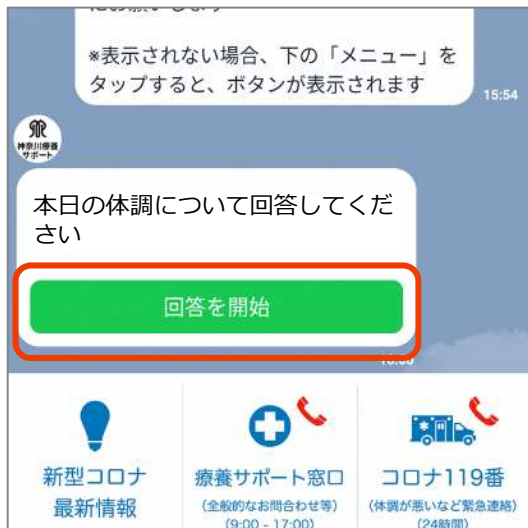 ※表示されない場合、下の「メニュー」を
タップすると、ボタンが表示されます
15:54
神奈川療養
サポート
本日の体調について回答してくだ
さい
回答を開始
新型コロナ
最新情報
療養サポート窓口
(全般的なお問合わせ等)
(9:00 - 17:00)
コロナ119番
(体調が悪いなど緊急連絡)
(24時間)